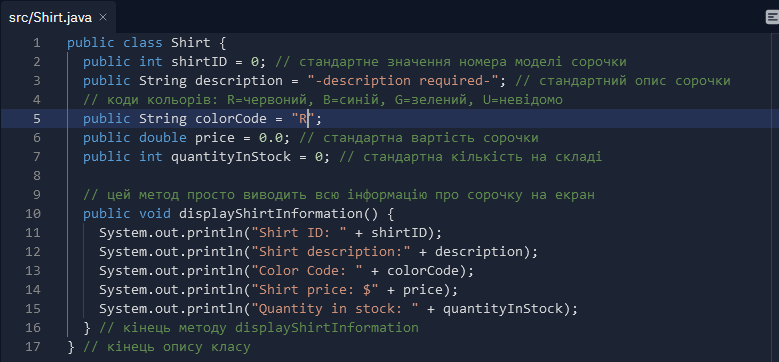 src/Shirt.java ×
1 public class Shirt {
2 public int shirtID = 0; // стандартне значення номера моделі сорочки
3 public String description = "-description required-"; // стандартний опис сорочки
4 // коди кольорів: R=червоний, B=синій, G=зелений, U=невідомо
5 public String colorCode = "R";
6 public double price = 0.0; // стандартна вартість сорочки
7 public int quantityInStock = 0; // стандартна кількість на складі
8
9 // цей метод просто виводить всю інформацію про сорочку на екран
10 public void displayShirtInformation() {
11 System.out.println("Shirt ID: " + shirtID);
12 System.out.println("Shirt description:" + description);
13 System.out.println("Color Code: " + colorCode);
14 System.out.println("Shirt price: $" + price);
15 System.out.println("Quantity in stock: " + quantityInStock);
16 } // кінець методу displayShirtInformation
17 } // кінець опису класу